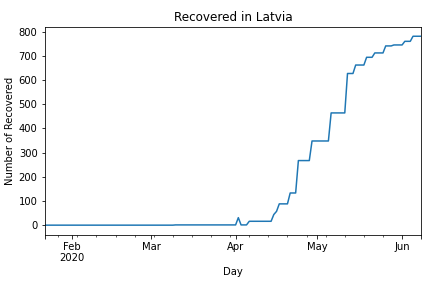 Recovered in Latvia
Number of Recovered
800
700
600
500
400
300
200
100
0
Feb
2020
Mar
Apr
May
Jun
Day